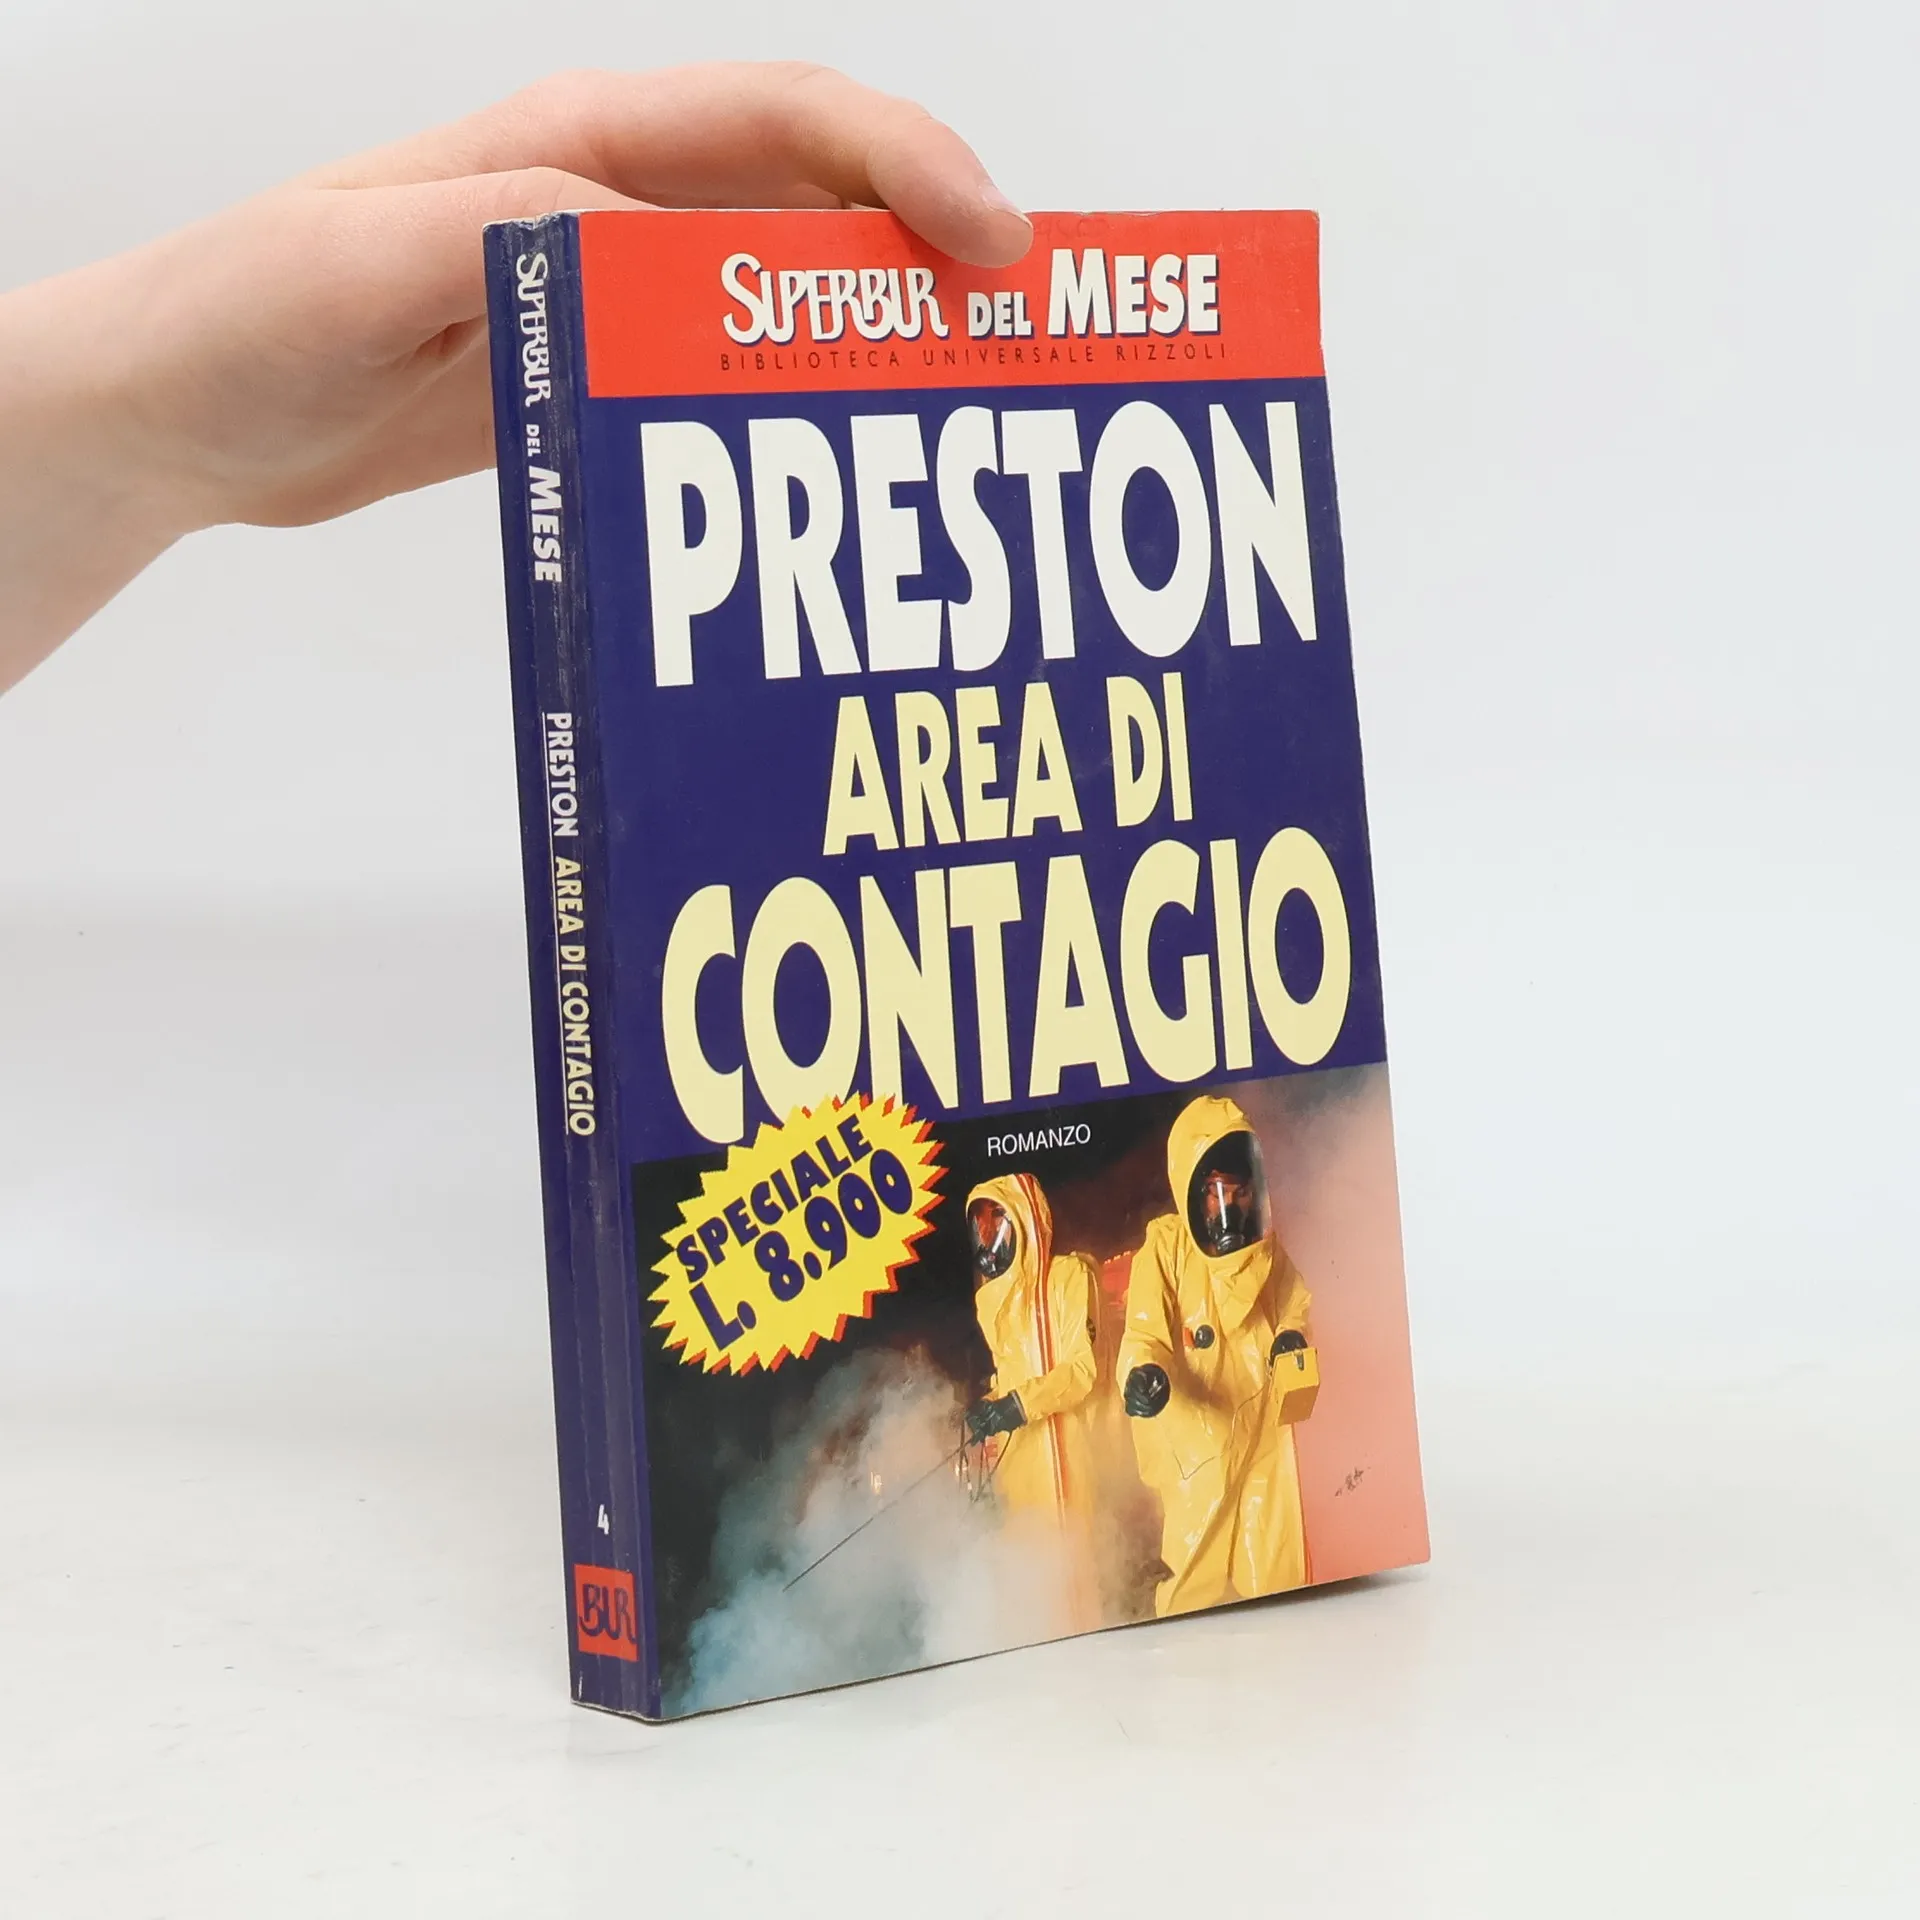 SUPERBUR DEL MESE
BIBLIOTECA UNIVERSALE RIZZOLI
PRESTON
AREA DI
CONTAGIO
ROMANZO
SPECIALE
L. 8.900
SUPERBUR DEL MESE
PRESTON AREA DI CONTAGIO
4
BUR